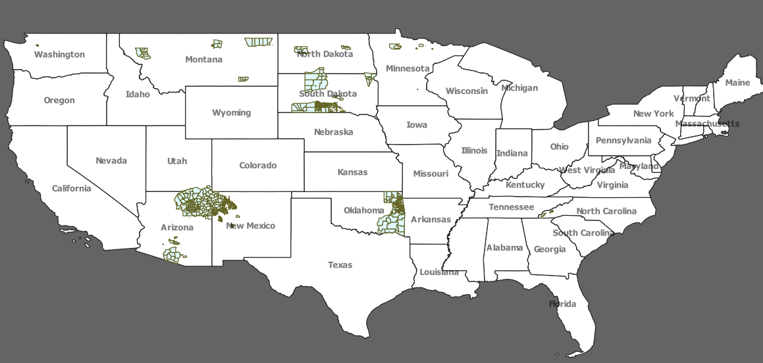 Washington
Montana
North Dakota
Minnesota
Maine
Oregon
Idaho
South Dakota
Wisconsin
Michigan
Vermont
Wyoming
New York
Massachusetts
Nebraska
Iowa
Pennsylvania
Nevada
Utah
Colorado
Illinois
Indiana
Ohio
Kansas
Missouri
West Virginia
Maryland
California
Kentucky
Virginia
Oklahoma
Arkansas
Tennessee
North Carolina
Arizona
New Mexico
South Carolina
Alabama
Georgia
Texas
Louisiana
Florida